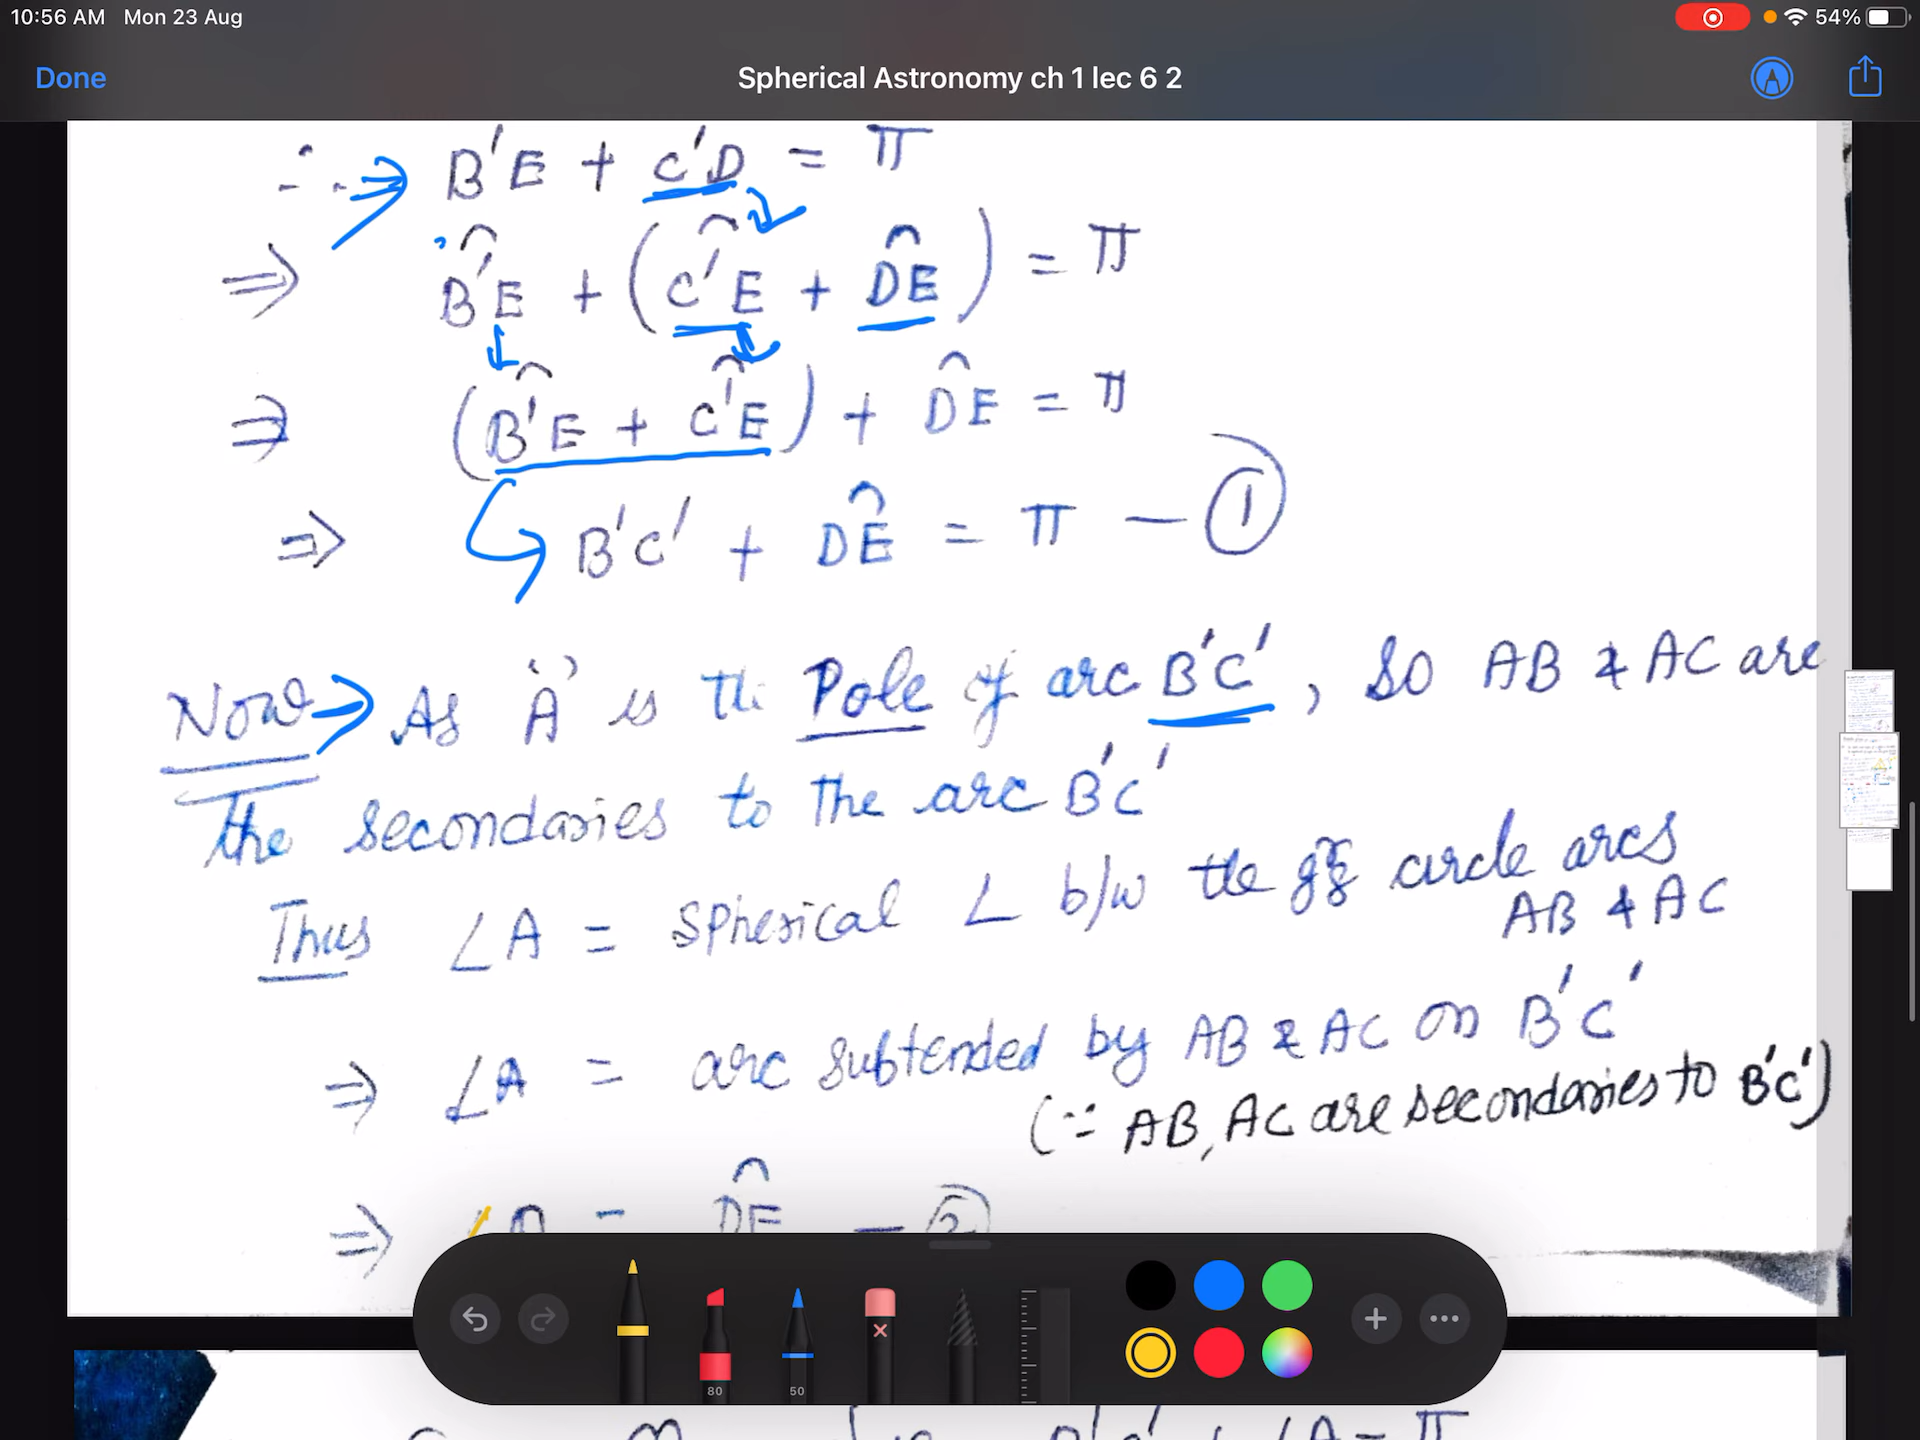 10:56 AM Mon 23 Aug
54%
Done
Spherical Astronomy ch 1 lec 6 2
∴ B'E + C'D = π
⇒ B'E + (C'E + DE) = π
⇒ (B'E + C'E) + DE = π
⇒ B'C' + DE = π — ①
Now As 'A' is the Pole of arc B'C', So AB & AC are
the secondaries to the arc B'C'
Thus ∠A = Spherical ∠ b/w the circle arcs
AB & AC
⇒ ∠A = arc subtended by AB & AC on B'C'
(∵ AB, AC are secondaries to B'C')
⇒ ∠A = DE — ②
80
50
B'C' + ∠A = π